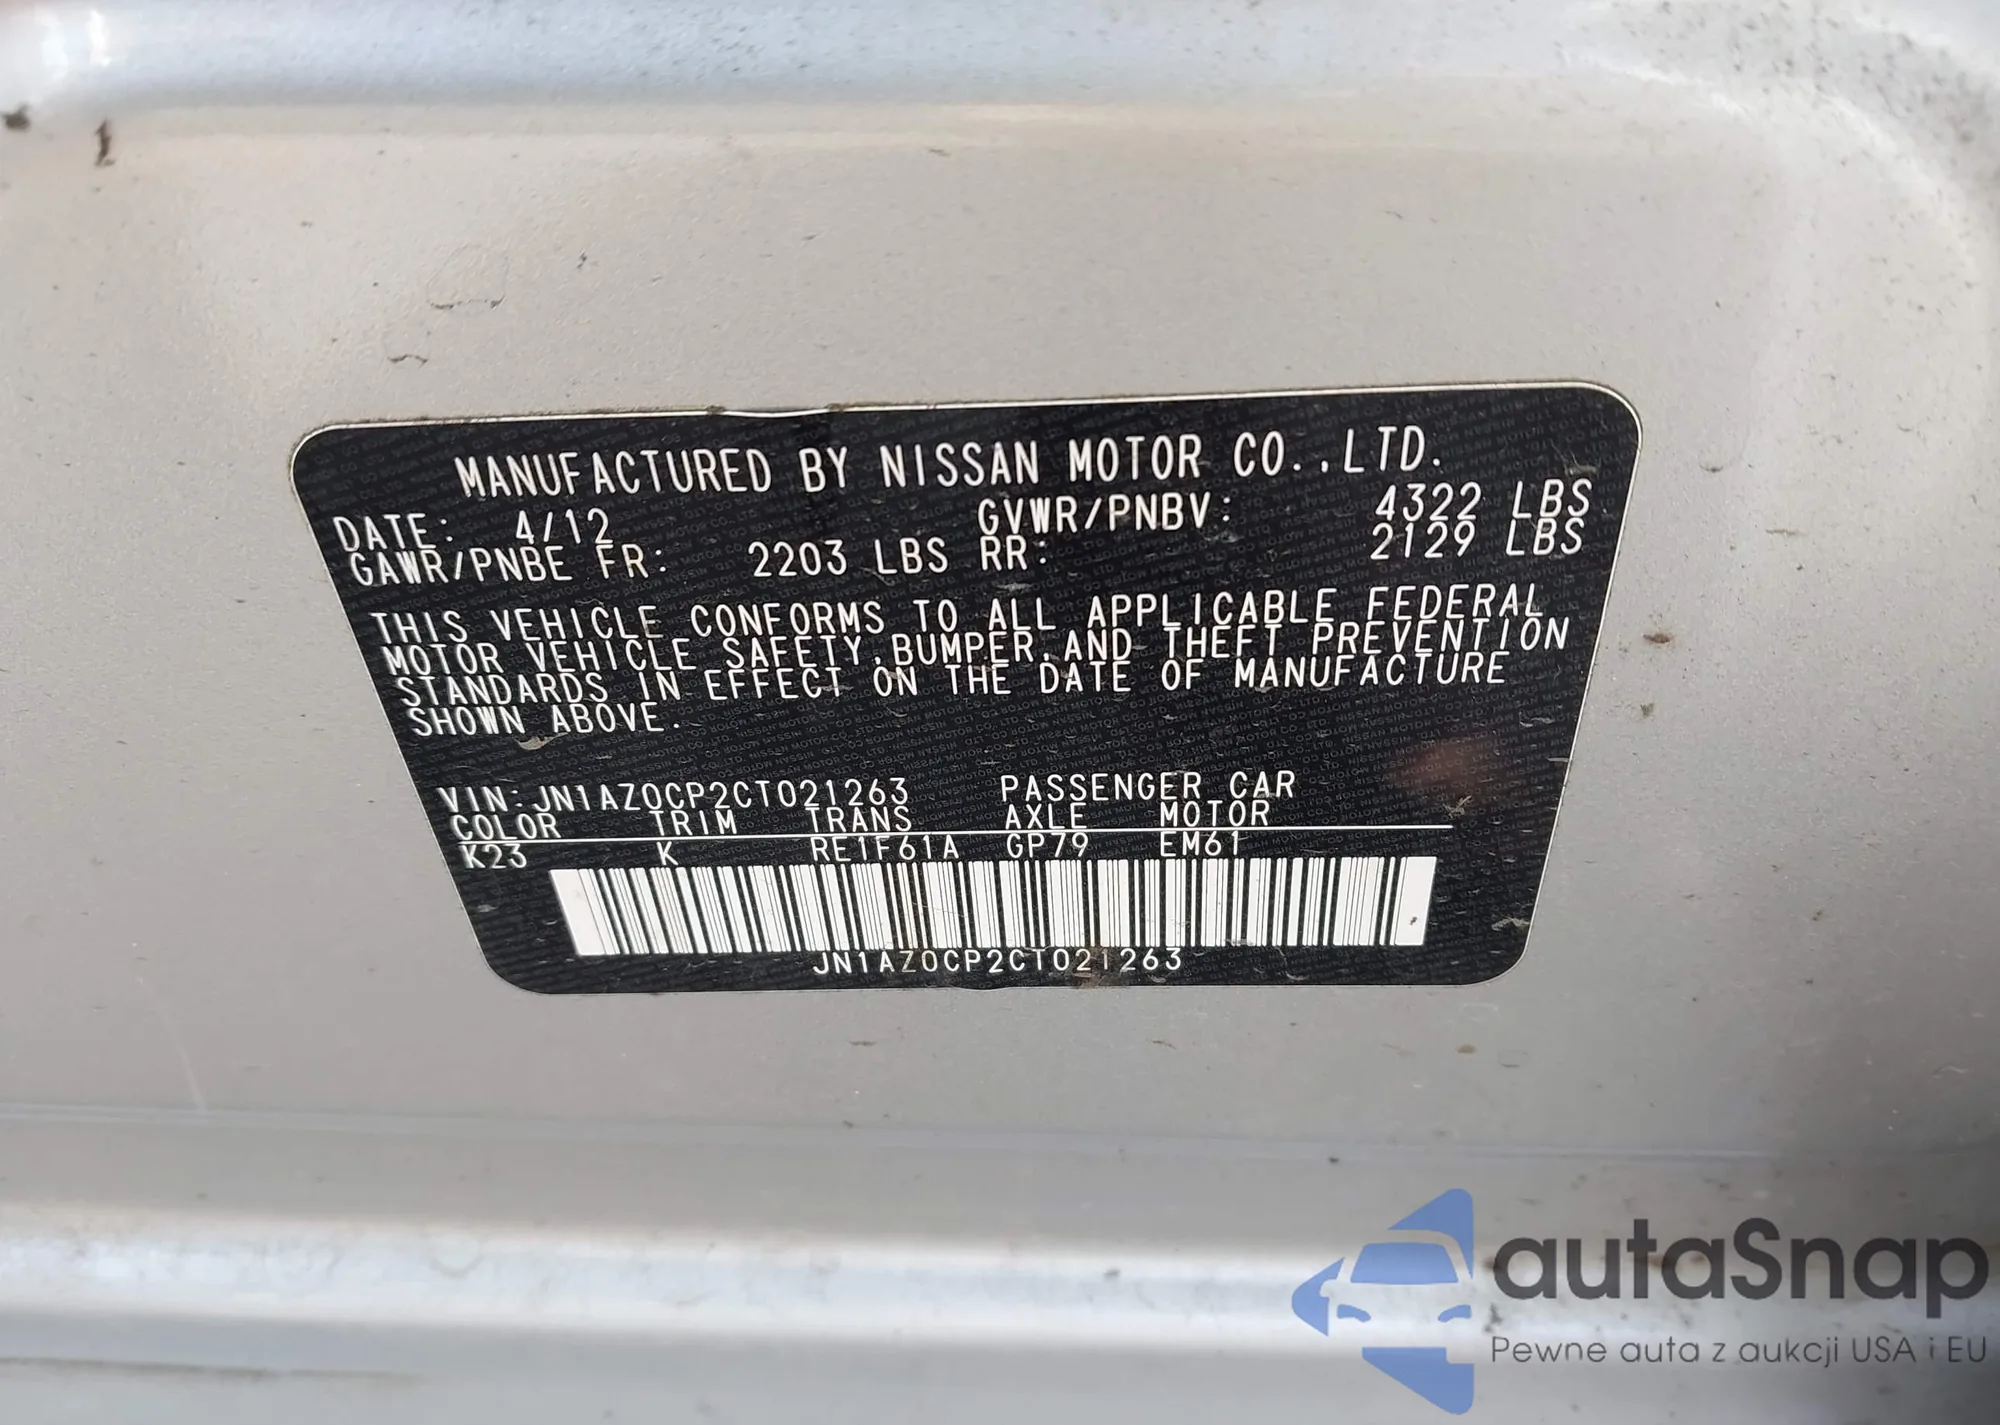 MANUFACTURED BY NISSAN MOTOR CO.,LTD.
DATE: 4/12 GVWR/PNBV: 4322 LBS
GAWR/PNBE FR: 2203 LBS RR: 2129 LBS
THIS VEHICLE CONFORMS TO ALL APPLICABLE FEDERAL
MOTOR VEHICLE SAFETY,BUMPER,AND THEFT PREVENTION
STANDARDS IN EFFECT ON THE DATE OF MANUFACTURE
SHOWN ABOVE.
VIN:JN1AZ0CP2CT021263 PASSENGER CAR
COLOR TRIM TRANS AXLE MOTOR
K23 K RE1F61A GP79 EM61
JN1AZ0CP2CT021263
autaSnap
Pewne auta z aukcji USA i EU